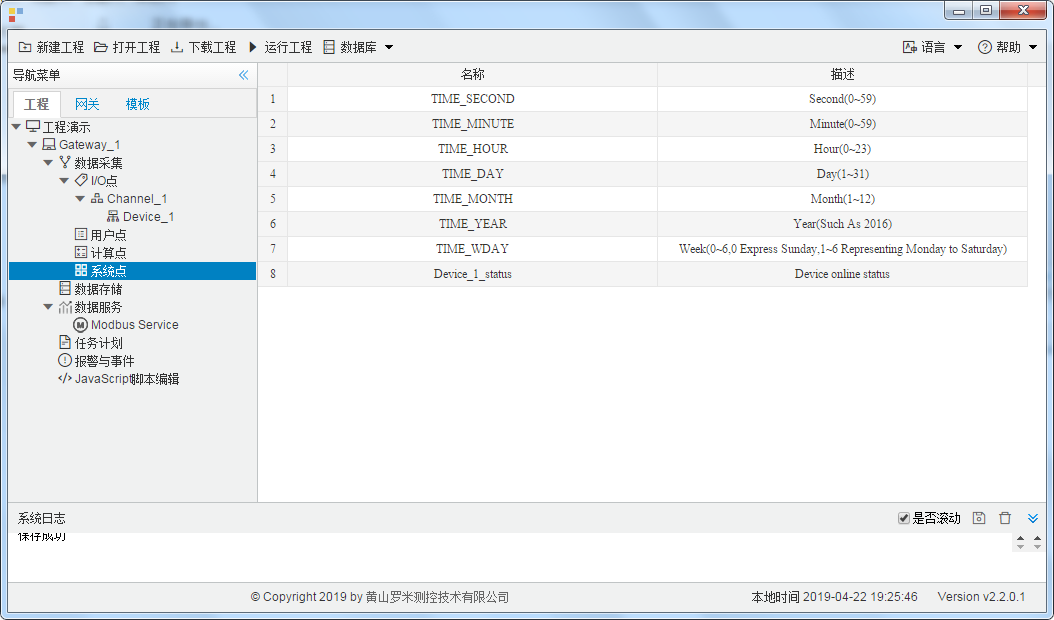 新建工程 打开工程 下载工程 运行工程 数据库 语言 帮助
导航菜单
工程 网关 模板
工程演示
Gateway_1
数据采集
I/O点
Channel_1
Device_1
用户点
计算点
系统点
数据存储
数据服务
Modbus Service
任务计划
报警与事件
JavaScript脚本编辑
名称 描述
1 TIME_SECOND Second(0~59)
2 TIME_MINUTE Minute(0~59)
3 TIME_HOUR Hour(0~23)
4 TIME_DAY Day(1~31)
5 TIME_MONTH Month(1~12)
6 TIME_YEAR Year(Such As 2016)
7 TIME_WDAY Week(0~6,0 Express Sunday,1~6 Representing Monday to Saturday)
8 Device_1_status Device online status
系统日志 是否滚动
保存成功
© Copyright 2019 by 黄山罗米测控技术有限公司 本地时间 2019-04-22 19:25:46 Version v2.2.0.1